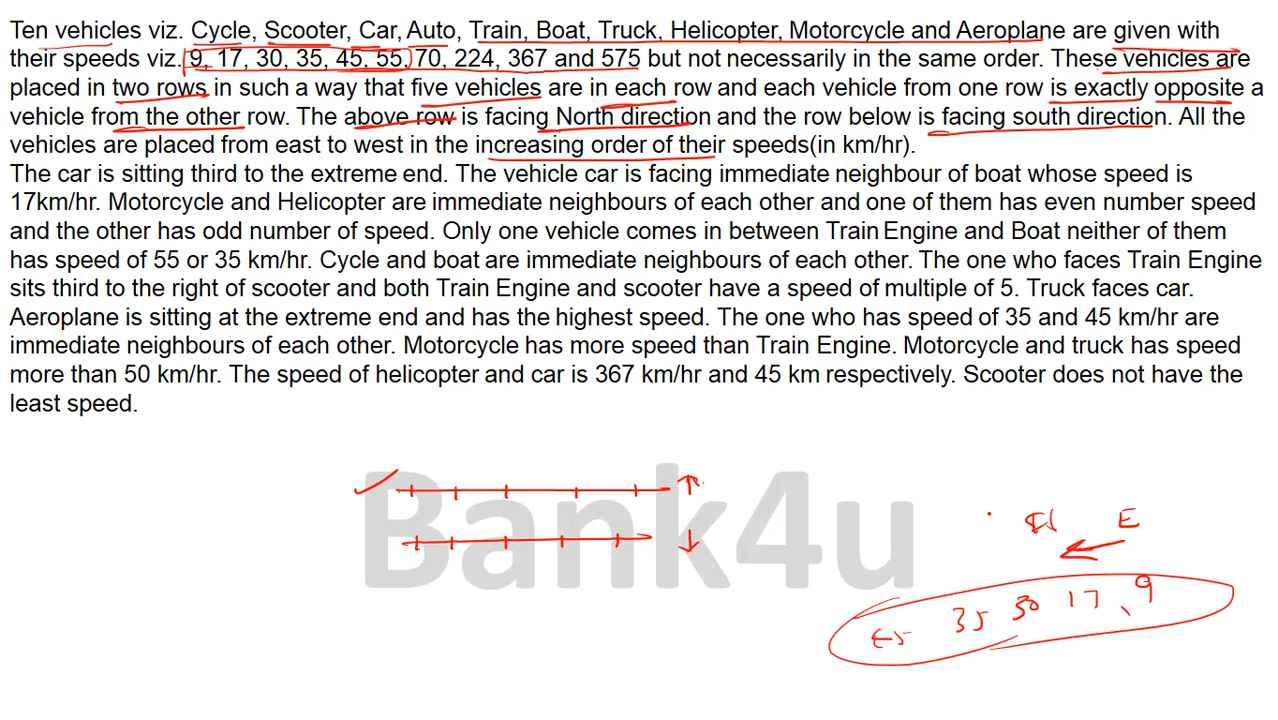 Ten vehicles viz. Cycle, Scooter, Car, Auto, Train, Boat, Truck, Helicopter, Motorcycle and Aeroplane are given with
their speeds viz. 9, 17, 30, 35, 45, 55, 70, 224, 367 and 575 but not necessarily in the same order. These vehicles are
placed in two rows in such a way that five vehicles are in each row and each vehicle from one row is exactly opposite a
vehicle from the other row. The above row is facing North direction and the row below is facing south direction. All the
vehicles are placed from east to west in the increasing order of their speeds(in km/hr).
The car is sitting third to the extreme end. The vehicle car is facing immediate neighbour of boat whose speed is
17km/hr. Motorcycle and Helicopter are immediate neighbours of each other and one of them has even number speed
and the other has odd number of speed. Only one vehicle comes in between Train Engine and Boat neither of them
has speed of 55 or 35 km/hr. Cycle and boat are immediate neighbours of each other. The one who faces Train Engine
sits third to the right of scooter and both Train Engine and scooter have a speed of multiple of 5. Truck faces car.
Aeroplane is sitting at the extreme end and has the highest speed. The one who has speed of 35 and 45 km/hr are
immediate neighbours of each other. Motorcycle has more speed than Train Engine. Motorcycle and truck has speed
more than 50 km/hr. The speed of helicopter and car is 367 km/hr and 45 km respectively. Scooter does not have the
least speed.
Bank4u
E
35 30 17, 9